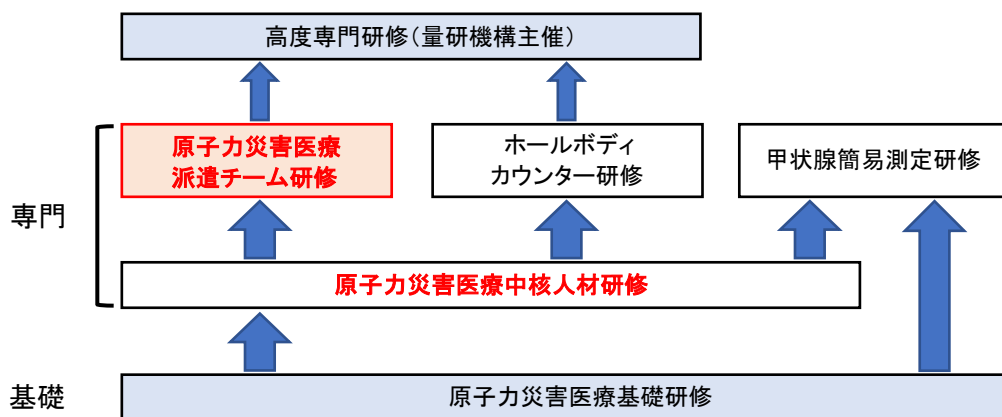 高度専門研修(量研機構主催)
原子力災害医療
派遣チーム研修
ホールボディ
カウンター研修
甲状腺簡易測定研修
専門
原子力災害医療中核人材研修
基礎
原子力災害医療基礎研修